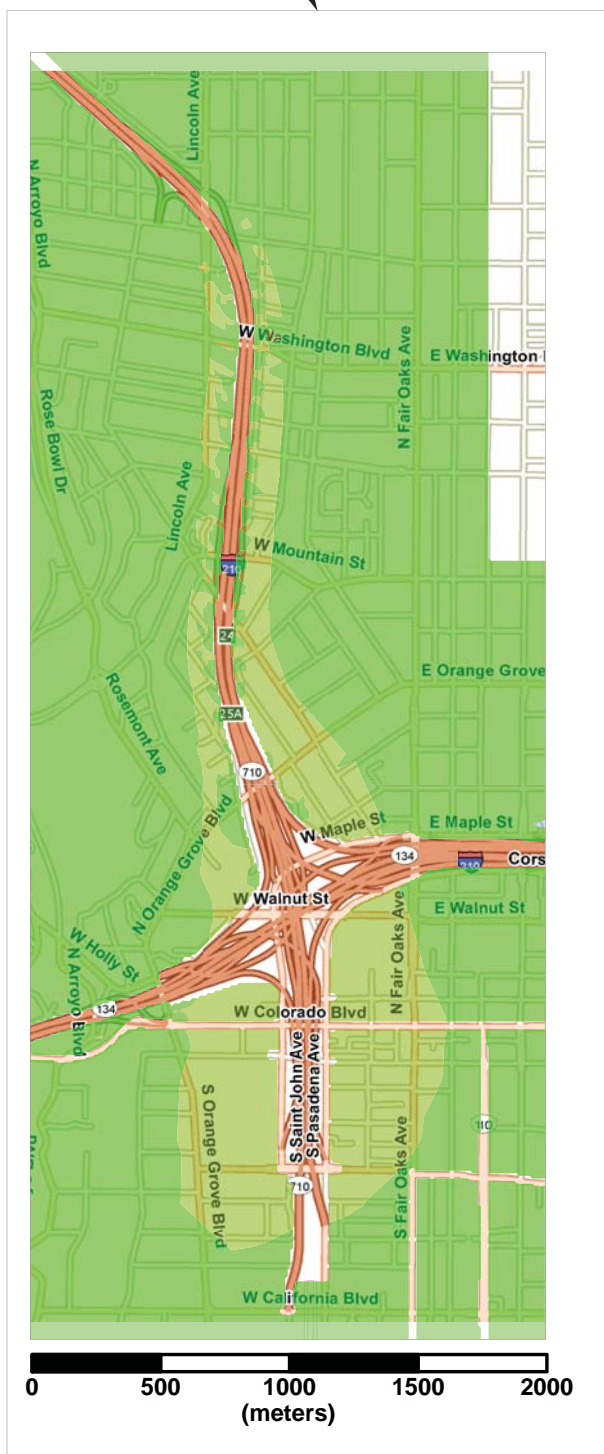 Lincoln Ave
N Arroyo Blvd
W Washington Blvd
E Washington
N Fair Oaks Ave
Rose Bowl Dr
Lincoln Ave
W Mountain St
210
24
E Orange Grove
Rosemont Ave
25A
710
N Orange Grove Blvd
W Maple St
E Maple St
134
210
Cors
W Walnut St
E Walnut St
W Holly St
N Arroyo Blvd
N Fair Oaks Ave
134
W Colorado Blvd
S Saint John Ave
S Pasadena Ave
S Orange Grove Blvd
S Fair Oaks Ave
110
710
W California Blvd
0 500 1000 1500 2000
(meters)